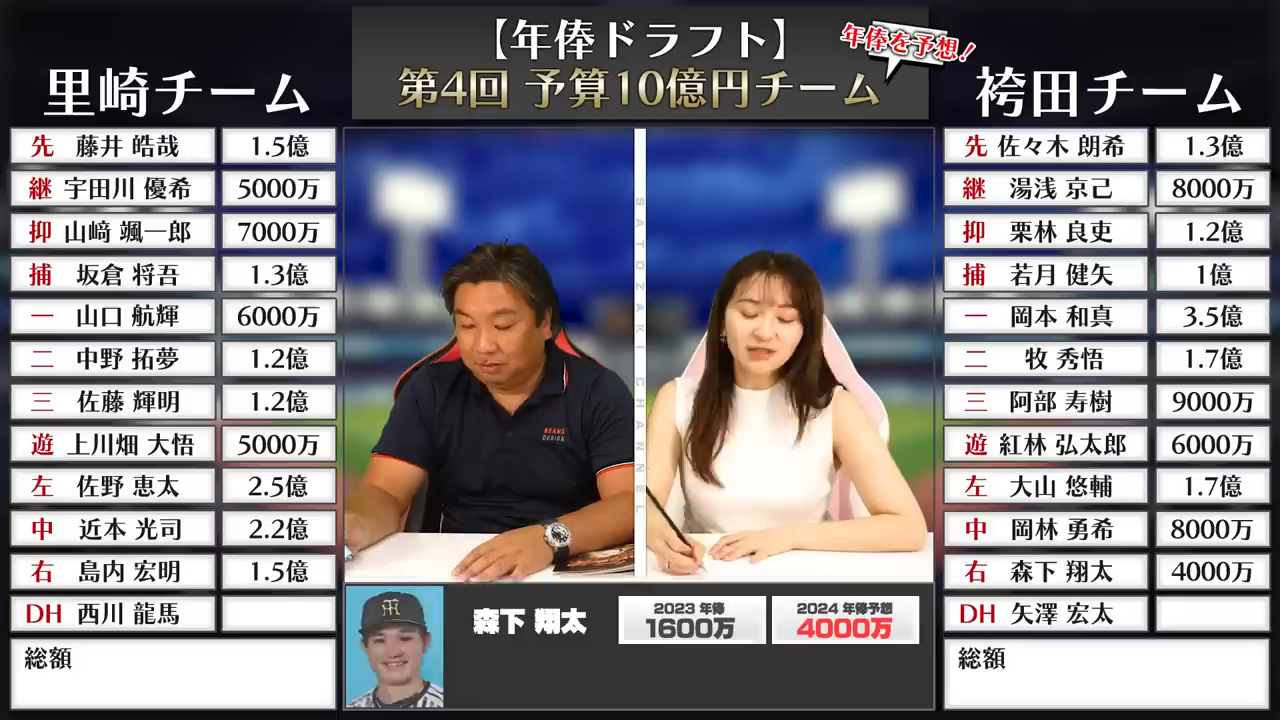 【年俸ドラフト】
第4回 予算10億円チーム
年俸を予想!
里崎チーム
先 藤井 皓哉 1.5億
継 宇田川 優希 5000万
抑 山﨑 颯一郎 7000万
捕 坂倉 将吾 1.3億
一 山口 航輝 6000万
二 中野 拓夢 1.2億
三 佐藤 輝明 1.2億
遊 上川畑 大悟 5000万
左 佐野 恵太 2.5億
中 近本 光司 2.2億
右 島内 宏明 1.5億
DH 西川 龍馬
総額
SATOZAKI CHANNEL
BEAMS
DESIGN
森下 翔太
2023 年俸
1600万
2024 年俸予想
4000万
袴田チーム
先 佐々木 朗希 1.3億
継 湯浅 京己 8000万
抑 栗林 良吏 1.2億
捕 若月 健矢 1億
一 岡本 和真 3.5億
二 牧 秀悟 1.7億
三 阿部 寿樹 9000万
遊 紅林 弘太郎 6000万
左 大山 悠輔 1.7億
中 岡林 勇希 8000万
右 森下 翔太 4000万
DH 矢澤 宏太
総額